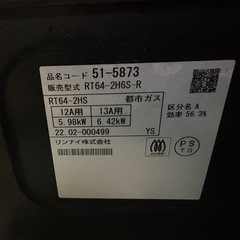 品名コード 51-5873
販売型式 RT64-2H6S-R
RT64-2HS 都市ガス
12A用 13A用
5.98kW 6.42kW
区分名 A
効率 56.3%
22.02-000499 YS
リンナイ株式会社
PS
TG